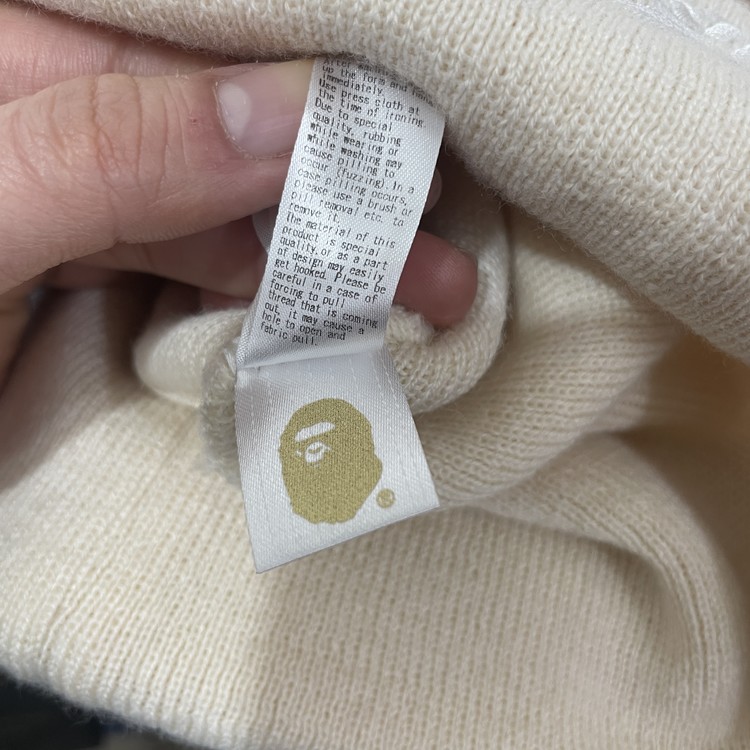 After
up the form and
immediately.
Use press cloth at
the time of ironing.
Due to special
quality, rubbing
while wearing or
while washing may
cause pilling to
occur (fuzzing). In a
case pilling occurs,
please use a brush or
pill removal etc. to
remove it.
The material of this
product is special
quality,or as a part
of design may easily
get hooked. Please be
careful in a case of
forcing to pull
thread that is coming
out, it may cause a
hole to open and
fabric pull.
®